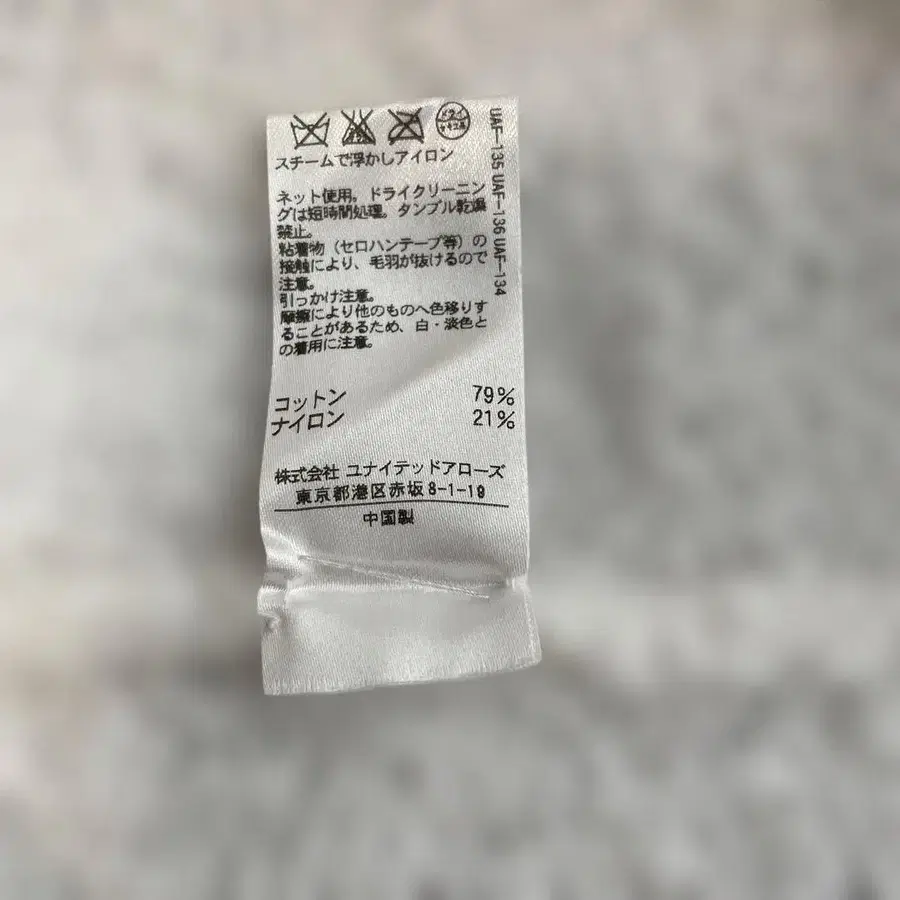 ドライ
セキユ系
スチームで浮かしアイロン
ネット使用。ドライクリーニン
グは短時間処理。タンブル乾燥
禁止。
粘着物（セロハンテープ等）の
接触により、毛羽が抜けるので
注意。
引っかけ注意。
摩擦により他のものへ色移りす
ることがあるため、白・淡色と
の着用に注意。
コットン 79%
ナイロン 21%
株式会社 ユナイテッドアローズ
東京都港区赤坂8-1-19
中国製
UAF-135 UAF-136 UAF-134